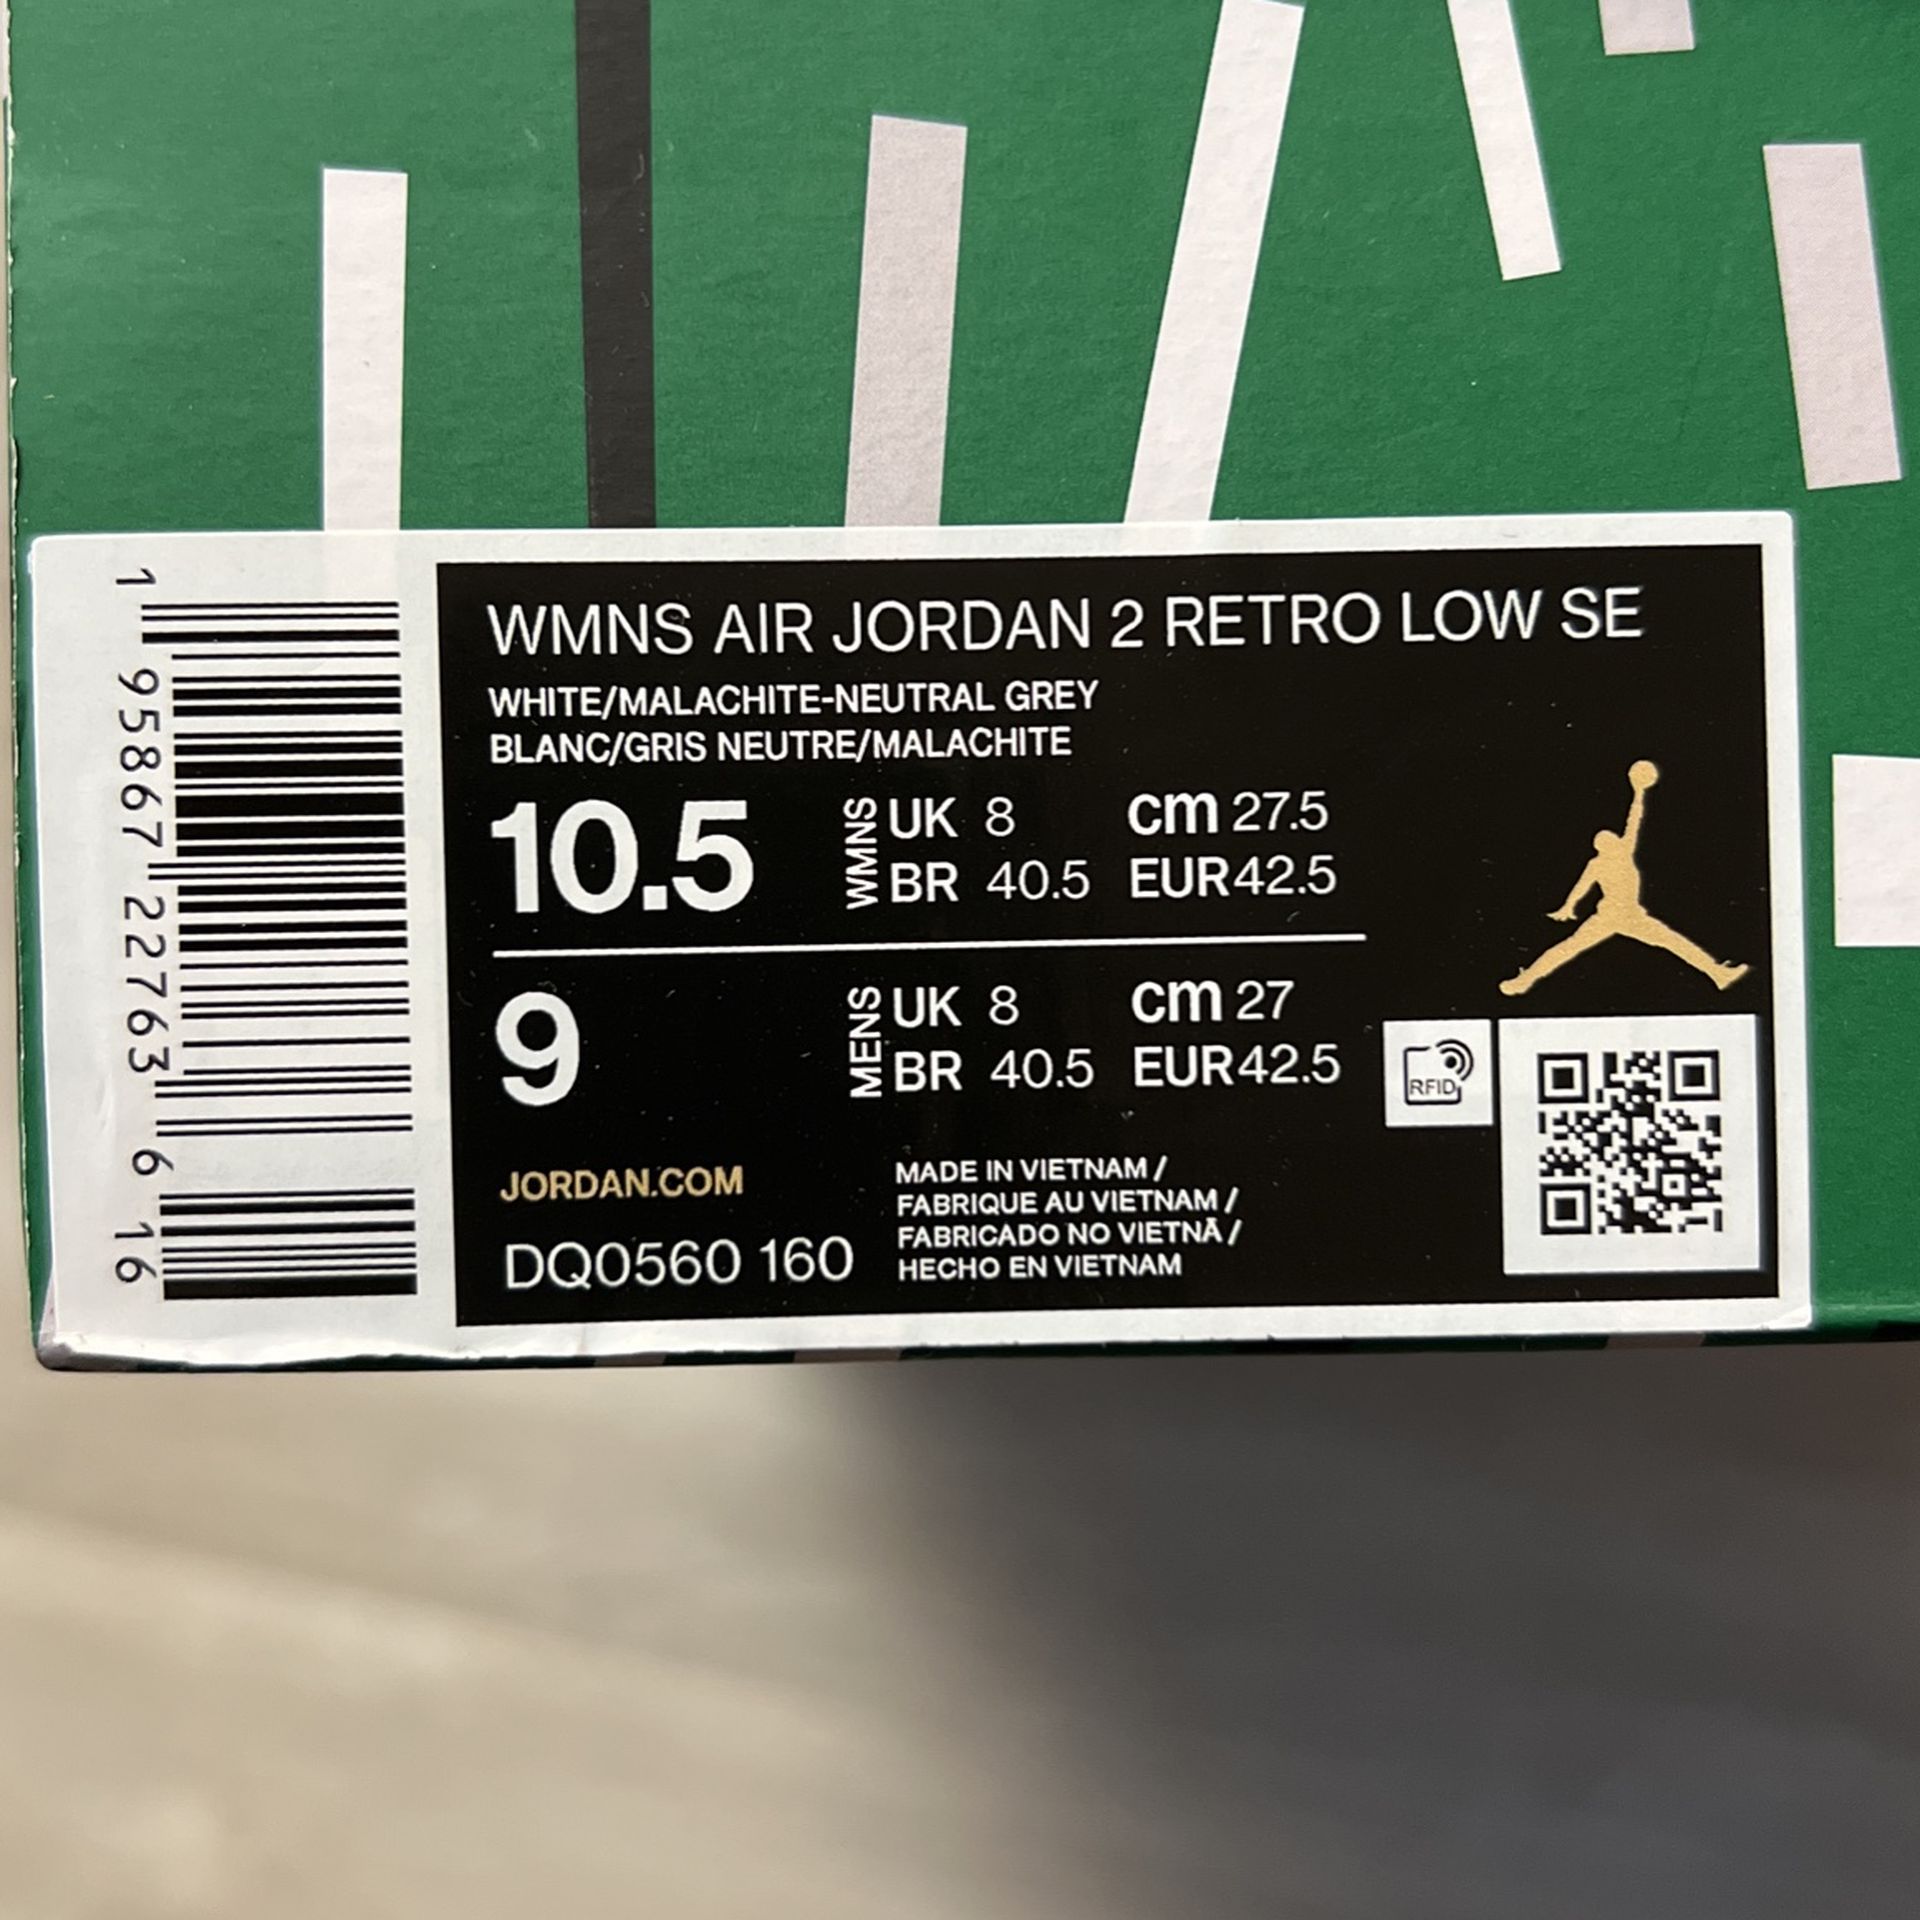 1 95867 22763 6 16
WMNS AIR JORDAN 2 RETRO LOW SE
WHITE/MALACHITE-NEUTRAL GREY
BLANC/GRIS NEUTRE/MALACHITE
10.5 WMNS UK 8 cm 27.5
BR 40.5 EUR 42.5
9 MENS UK 8 cm 27
BR 40.5 EUR 42.5
RFID
JORDAN.COM
DQ0560 160
MADE IN VIETNAM /
FABRIQUE AU VIETNAM /
FABRICADO NO VIETNÃ /
HECHO EN VIETNAM